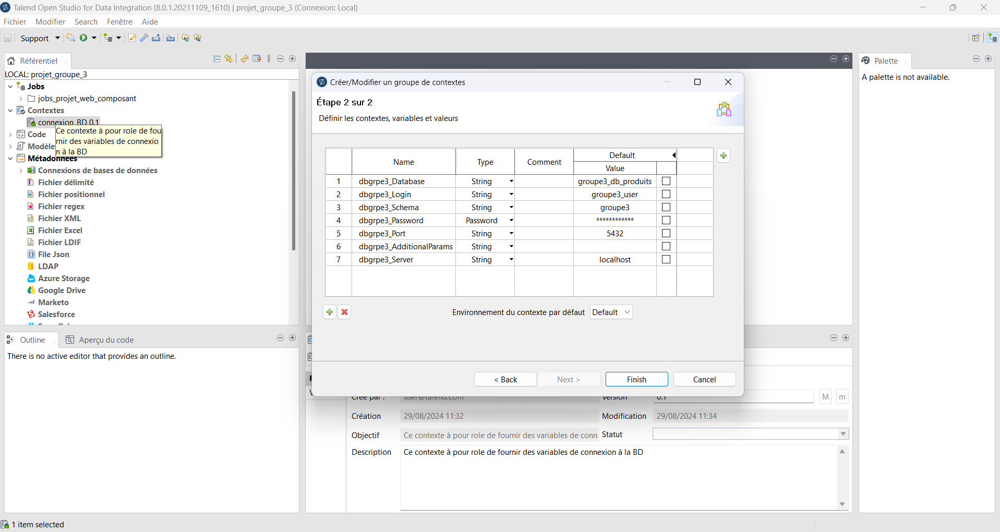 Talend Open Studio for Data Integration (8.0.1.20211109_1610) | projet_groupe_3 (Connexion: Local)
Fichier Modifier Search Fenêtre Aide
Support
Référentiel
LOCAL: projet_groupe_3
Jobs
jobs_projet_web_composant
Contextes
connexion_BD 0.1
Ce contexte à pour role de fou
rnir des variables de connexio
n à la BD
Code
Modèle
Métadonnées
Connexions de bases de données
Fichier délimité
Fichier positionnel
Fichier regex
Fichier XML
Fichier Excel
Fichier LDIF
File Json
LDAP
Azure Storage
Google Drive
Marketo
Salesforce
Outline
Aperçu du code
There is no active editor that provides an outline.
1 item selected
Créer/Modifier un groupe de contextes
Étape 2 sur 2
Définir les contextes, variables et valeurs
Name Type Comment Default
Value
1 dbgrpe3_Database String groupe3_db_produits
2 dbgrpe3_Login String groupe3_user
3 dbgrpe3_Schema String groupe3
4 dbgrpe3_Password Password ************
5 dbgrpe3_Port String 5432
6 dbgrpe3_AdditionalParams String
7 dbgrpe3_Server String localhost
Environnement du contexte par défaut Default
< Back Next > Finish Cancel
Créé par : user@talend.com Version 0.1 M m
Création 29/08/2024 11:32 Modification 29/08/2024 11:34
Objectif Ce contexte à pour role de fournir des variables de conn Statut
Description Ce contexte à pour role de fournir des variables de connexion à la BD
Palette
A palette is not available.